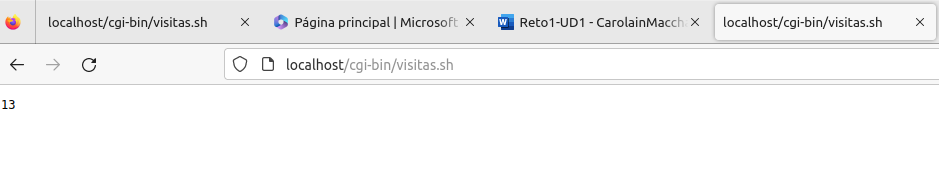 localhost/cgi-bin/visitas.sh Página principal | Microsoft Reto1-UD1 - CarolainMacch localhost/cgi-bin/visitas.sh
localhost/cgi-bin/visitas.sh
13